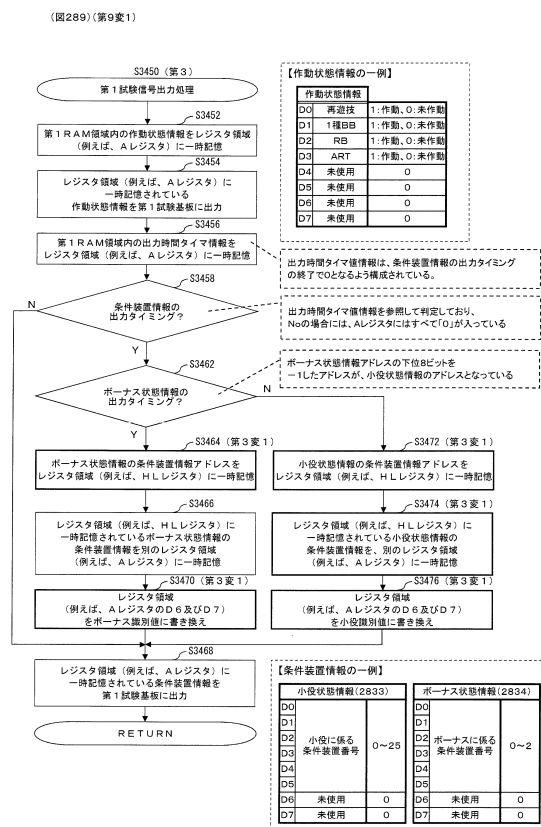 (図289)(第9変1)
S3450(第3)
第1試験信号出力処理
S3452
第1RAM領域内の作動状態情報をレジスタ領域
(例えば、Aレジスタ)に一時記憶
S3454
レジスタ領域(例えば、Aレジスタ)に
一時記憶されている
作動状態情報を第1試験基板に出力
S3456
第1RAM領域内の出力時間タイマ情報を
レジスタ領域(例えば、Aレジスタ)に一時記憶
S3458
条件装置情報の
出力タイミング?
N
Y
S3462
ボーナス状態情報の
出力タイミング?
N
Y
【作動状態情報の一例】
作動状態情報
D0 再遊技 1:作動、0:未作動
D1 1種BB 1:作動、0:未作動
D2 RB 1:作動、0:未作動
D3 ART 1:作動、0:未作動
D4 未使用 0
D5 未使用 0
D6 未使用 0
D7 未使用 0
出力時間タイマ値情報は、条件装置情報の出力タイミング
の終了で0となるよう構成されている。
出力時間タイマ値情報を参照して判定しており、
Noの場合には、Aレジスタにはすべて「0」が入っている
ボーナス状態情報アドレスの下位8ビットを
-1したアドレスが、小役状態情報のアドレスとなっている
S3464(第3変1)
ボーナス状態情報の条件装置情報アドレスを
レジスタ領域(例えば、HLレジスタ)に一時記憶
S3466
レジスタ領域(例えば、HLレジスタ)に
一時記憶されているボーナス状態情報の
条件装置情報を別のレジスタ領域
(例えば、Aレジスタ)に一時記憶
S3470(第3変1)
レジスタ領域
(例えば、AレジスタのD6及びD7)
をボーナス識別値に書き換え
S3472(第3変1)
小役状態情報の条件装置情報アドレスを
レジスタ領域(例えば、HLレジスタ)に一時記憶
S3474(第3変1)
レジスタ領域(例えば、HLレジスタ)に
一時記憶されている小役状態情報の
条件装置情報を、別のレジスタ領域
(例えば、Aレジスタ)に一時記憶
S3476(第3変1)
レジスタ領域
(例えば、AレジスタのD6及びD7)
を小役識別値に書き換え
S3468
レジスタ領域(例えば、Aレジスタ)に
一時記憶されている条件装置情報を
第1試験基板に出力
RETURN
【条件装置情報の一例】
小役状態情報(2833)
D0
D1
D2
D3
D4
D5
小役に係る
条件装置番号
0~25
D6 未使用 0
D7 未使用 0
ボーナス状態情報(2834)
D0
D1
D2
D3
D4
D5
ボーナスに係る
条件装置番号
0~2
D6 未使用 0
D7 未使用 0